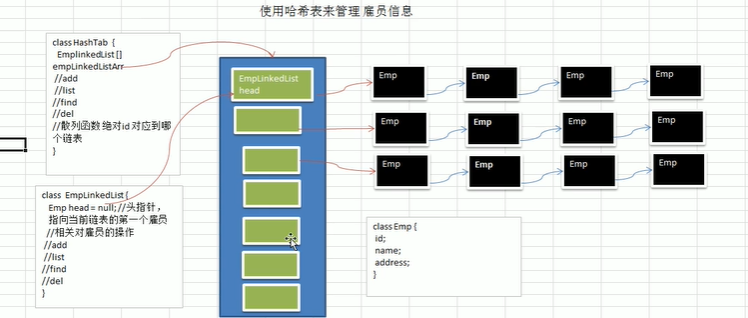 使用哈希表来管理 雇员信息
class HashTab {
EmplinkedList []
empLinkedListArr
//add
//list
//find
//del
//散列函数 绝对id 对应到哪
个链表
}
class EmpLinkedList {
Emp head = null; //头指针，
指向当前链表的第一个雇员
//相关对雇员的操作
//add
//list
//find
//del
}
EmpLinkedList
head
Emp
Emp
Emp
Emp
Emp
Emp
Emp
Emp
Emp
Emp
Emp
Emp
class Emp {
id;
name;
address;
}